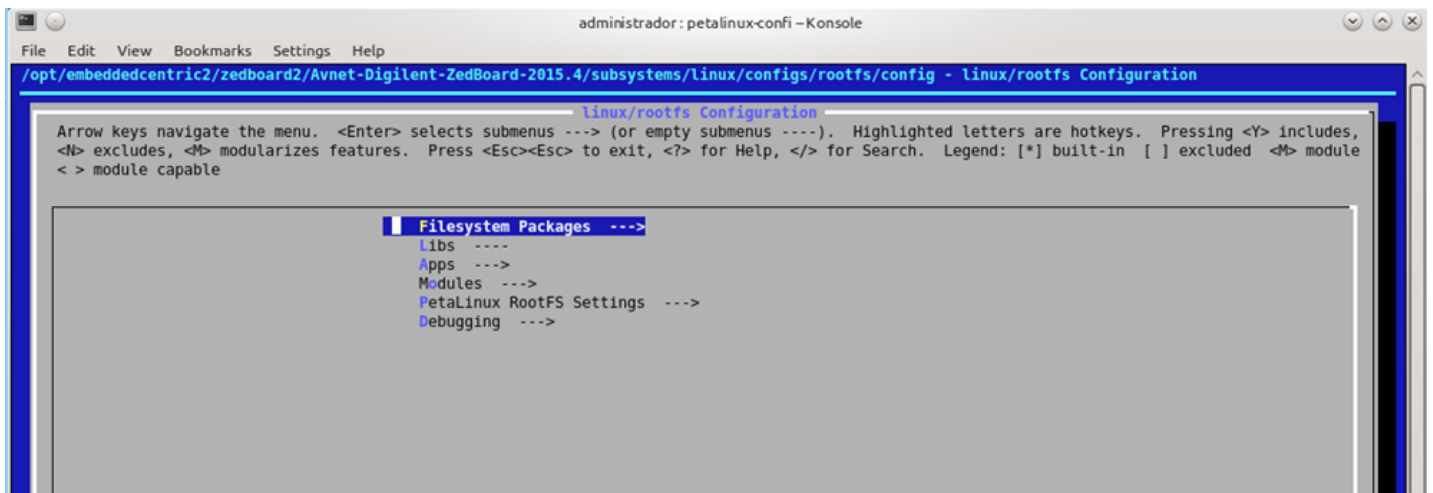 administrador : petalinux-confi – Konsole
File Edit View Bookmarks Settings Help
/opt/embeddedcentric2/zedboard2/Avnet-Digilent-ZedBoard-2015.4/subsystems/linux/configs/rootfs/config - linux/rootfs Configuration
linux/rootfs Configuration
Arrow keys navigate the menu. <Enter> selects submenus ---> (or empty submenus ----). Highlighted letters are hotkeys. Pressing <Y> includes,
<N> excludes, <M> modularizes features. Press <Esc><Esc> to exit, <?> for Help, </> for Search. Legend: [*] built-in [ ] excluded <M> module
< > module capable
Filesystem Packages --->
Libs ----
Apps --->
Modules --->
PetaLinux RootFS Settings --->
Debugging --->